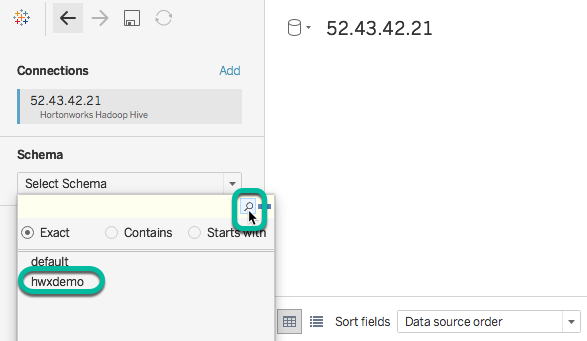 52.43.42.21
Connections Add
52.43.42.21
Hortonworks Hadoop Hive
Schema
Select Schema
Exact Contains Starts with
default
hwxdemo
Sort fields Data source order